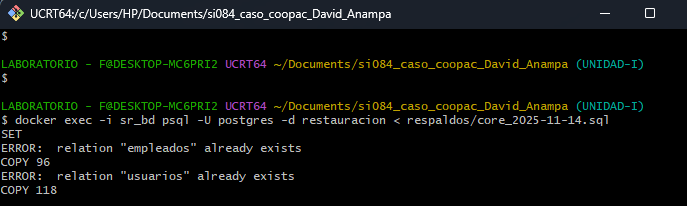 UCRT64:/c/Users/HP/Documents/si084_caso_coopac_David_Anampa
$
LABORATORIO - F@DESKTOP-MC6PRI2 UCRT64 ~/Documents/si084_caso_coopac_David_Anampa (UNIDAD-I)
$
LABORATORIO - F@DESKTOP-MC6PRI2 UCRT64 ~/Documents/si084_caso_coopac_David_Anampa (UNIDAD-I)
$ docker exec -i sr_bd psql -U postgres -d restauracion < respaldos/core_2025-11-14.sql
SET
ERROR:  relation "empleados" already exists
COPY 96
ERROR:  relation "usuarios" already exists
COPY 118